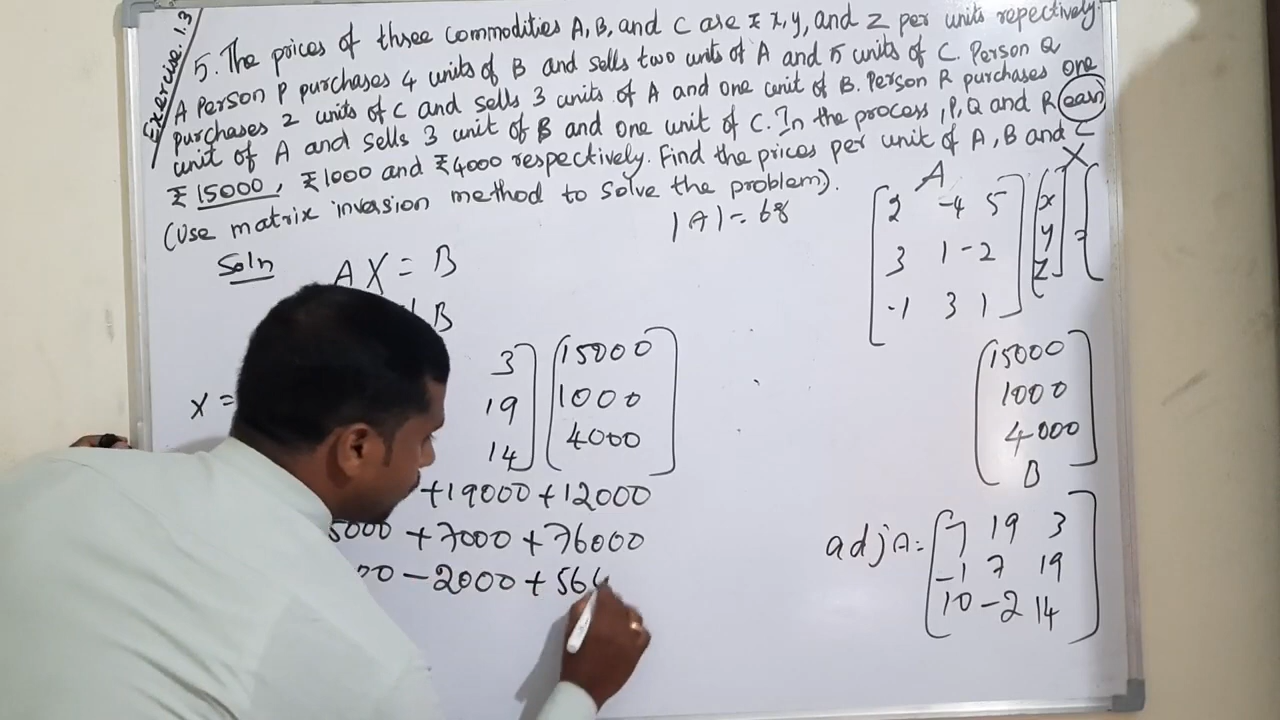 Exercise. 1.3
5. The prices of three commodities A, B, and C are ₹ x, y, and z per units repectively.
A Person P purchases 4 units of B and sells two units of A and 5 units of C. Person Q
purchases 2 units of C and sells 3 units of A and one unit of B. Person R purchases one
unit of A and sells 3 unit of B and one unit of C. In the process, P, Q and R earn
₹ 15000, ₹1000 and ₹4000 respectively. Find the prices per unit of A, B and C
(Use matrix invasion method to solve the problem).
|A| = 68
A X
2 -4 5 x =
3 1 -2 y
-1 3 1 z
Soln
AX = B
B
3 15000
X = 19 1000
14 4000
+19000 +12000
5000 +7000 +76000
00 -2000 + 56
15000
1000
4000
B
adjA = 7 19 3
-1 7 19
10 -2 14